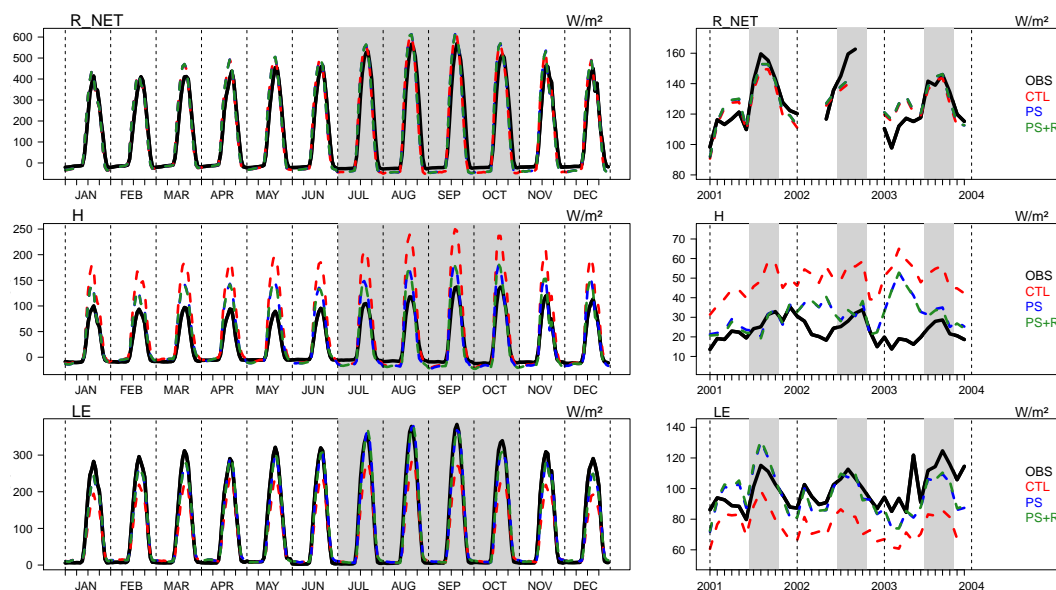 R_NET W/m²
600
500
400
300
200
100
0
JAN FEB MAR APR MAY JUN JUL AUG SEP OCT NOV DEC
R_NET W/m²
160
140
120
100
80
2001 2002 2003 2004
OBS
CTL
PS
PS+R
H W/m²
250
200
150
100
50
0
JAN FEB MAR APR MAY JUN JUL AUG SEP OCT NOV DEC
H W/m²
70
60
50
40
30
20
10
2001 2002 2003 2004
OBS
CTL
PS
PS+R
LE W/m²
300
200
100
0
JAN FEB MAR APR MAY JUN JUL AUG SEP OCT NOV DEC
LE W/m²
140
120
100
80
60
2001 2002 2003 2004
OBS
CTL
PS
PS+R